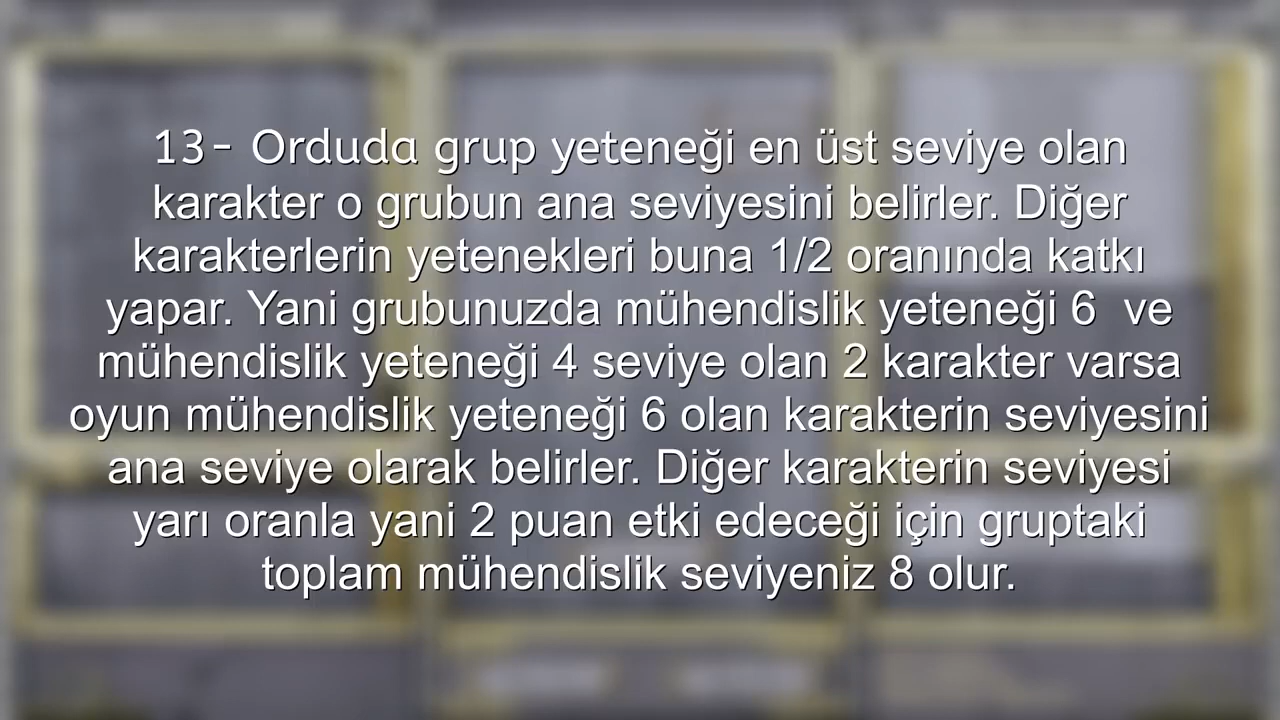 13- Orduda grup yeteneği en üst seviye olan
karakter o grubun ana seviyesini belirler. Diğer
karakterlerin yetenekleri buna 1/2 oranında katkı
yapar. Yani grubunuzda mühendislik yeteneği 6  ve
mühendislik yeteneği 4 seviye olan 2 karakter varsa
oyun mühendislik yeteneği 6 olan karakterin seviyesini
ana seviye olarak belirler. Diğer karakterin seviyesi
yarı oranla yani 2 puan etki edeceği için gruptaki
toplam mühendislik seviyeniz 8 olur.